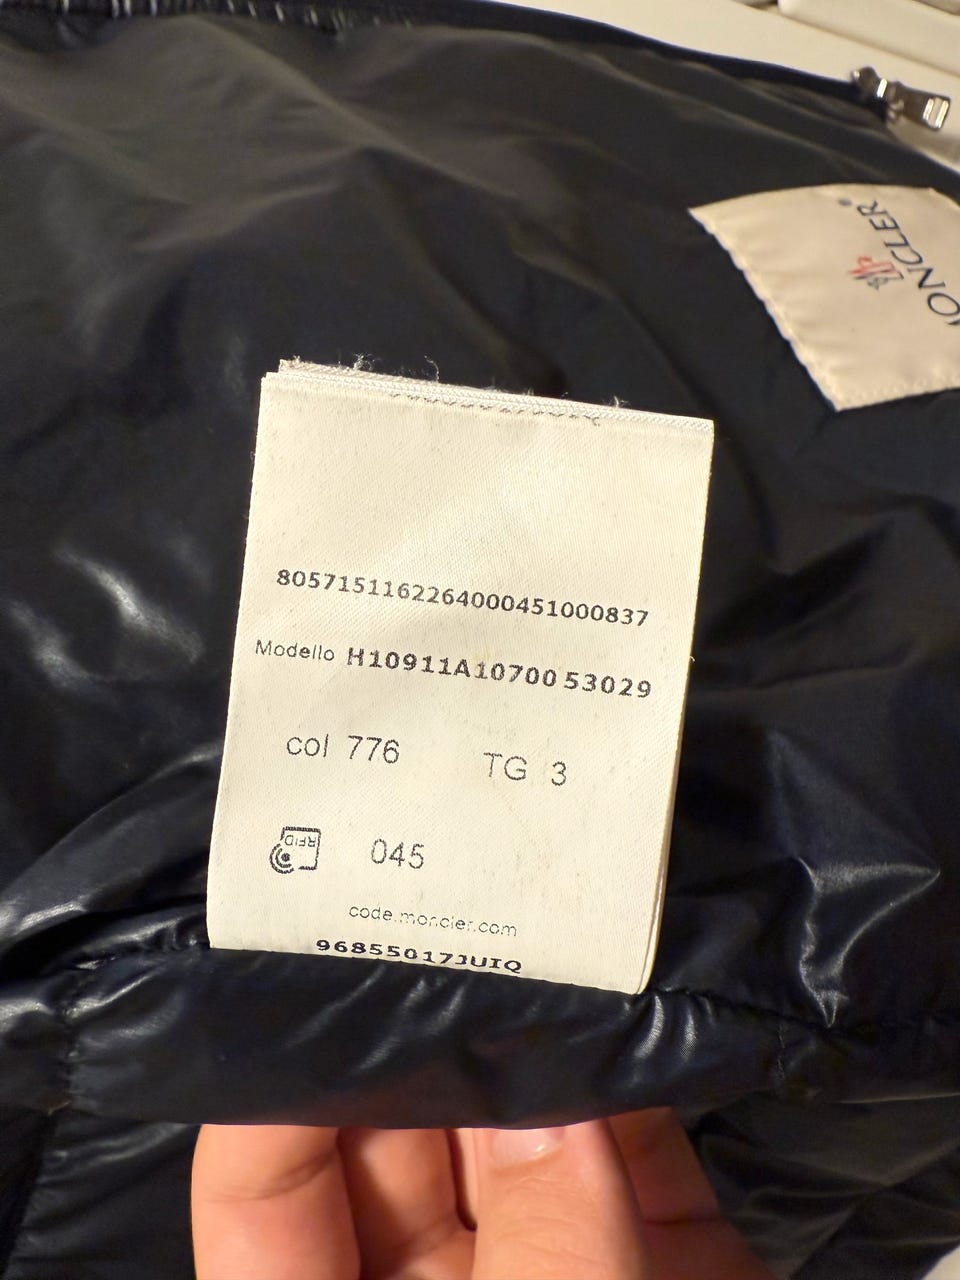 MONCLER
8057151162264000451000837
Modello H10911A10700 53029
col 776 TG 3
RFID 045
code.moncler.com
96855017JUIQ